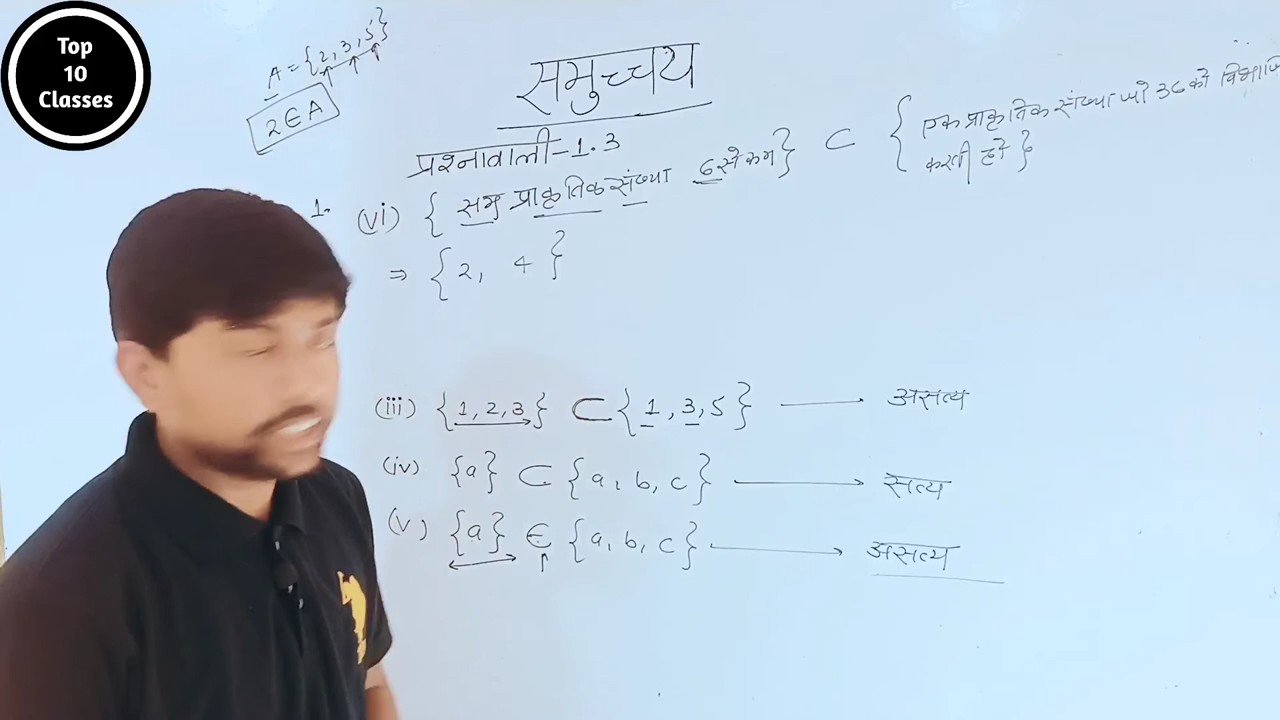 Top
10
Classes
A = {2, 3, 5}
2 ∈ A
समुच्चय
प्रश्नावाली-1.3
1. (vi) { सम प्राकृतिक संख्या 6 से कम } ⊂ { एक प्राकृतिक संख्या जो 36 को
करती हो }
⇒ {2, 4}
(iii) {1, 2, 3} ⊂ {1, 3, 5} → असत्य
(iv) {a} ⊂ {a, b, c} → सत्य
(v) {a} ∈ {a, b, c} → असत्य